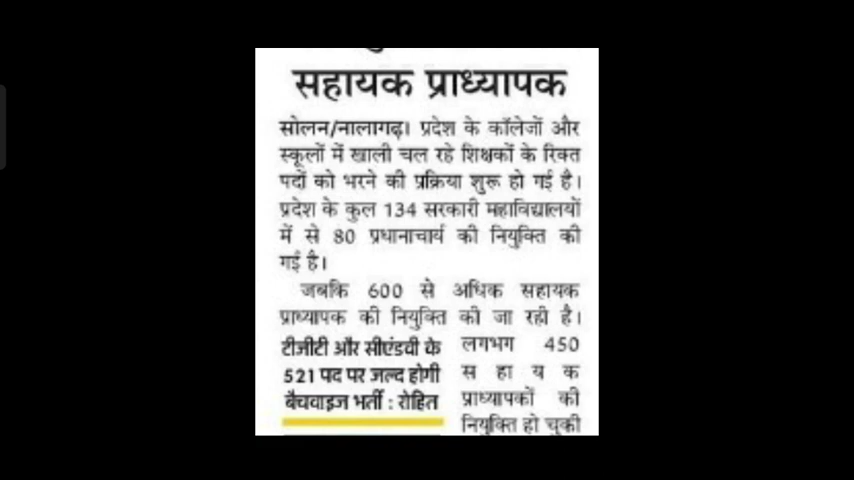 सहायक प्राध्यापक
सोलन/नालागढ़। प्रदेश के कॉलेजों और
स्कूलों में खाली चल रहे शिक्षकों के रिक्त
पदों को भरने की प्रक्रिया शुरू हो गई है।
प्रदेश के कुल 134 सरकारी महाविद्यालयों
में से 80 प्रधानाचार्य की नियुक्ति की
गई है।
जबकि 600 से अधिक सहायक
प्राध्यापक की नियुक्ति की जा रही है।
टीजीटी और सीएंडवी के
521 पद पर जल्द होगी
बैचवाइज भर्ती : रोहित
लगभग 450
स हा य क
प्राध्यापकों की
नियुक्ति हो चुकी